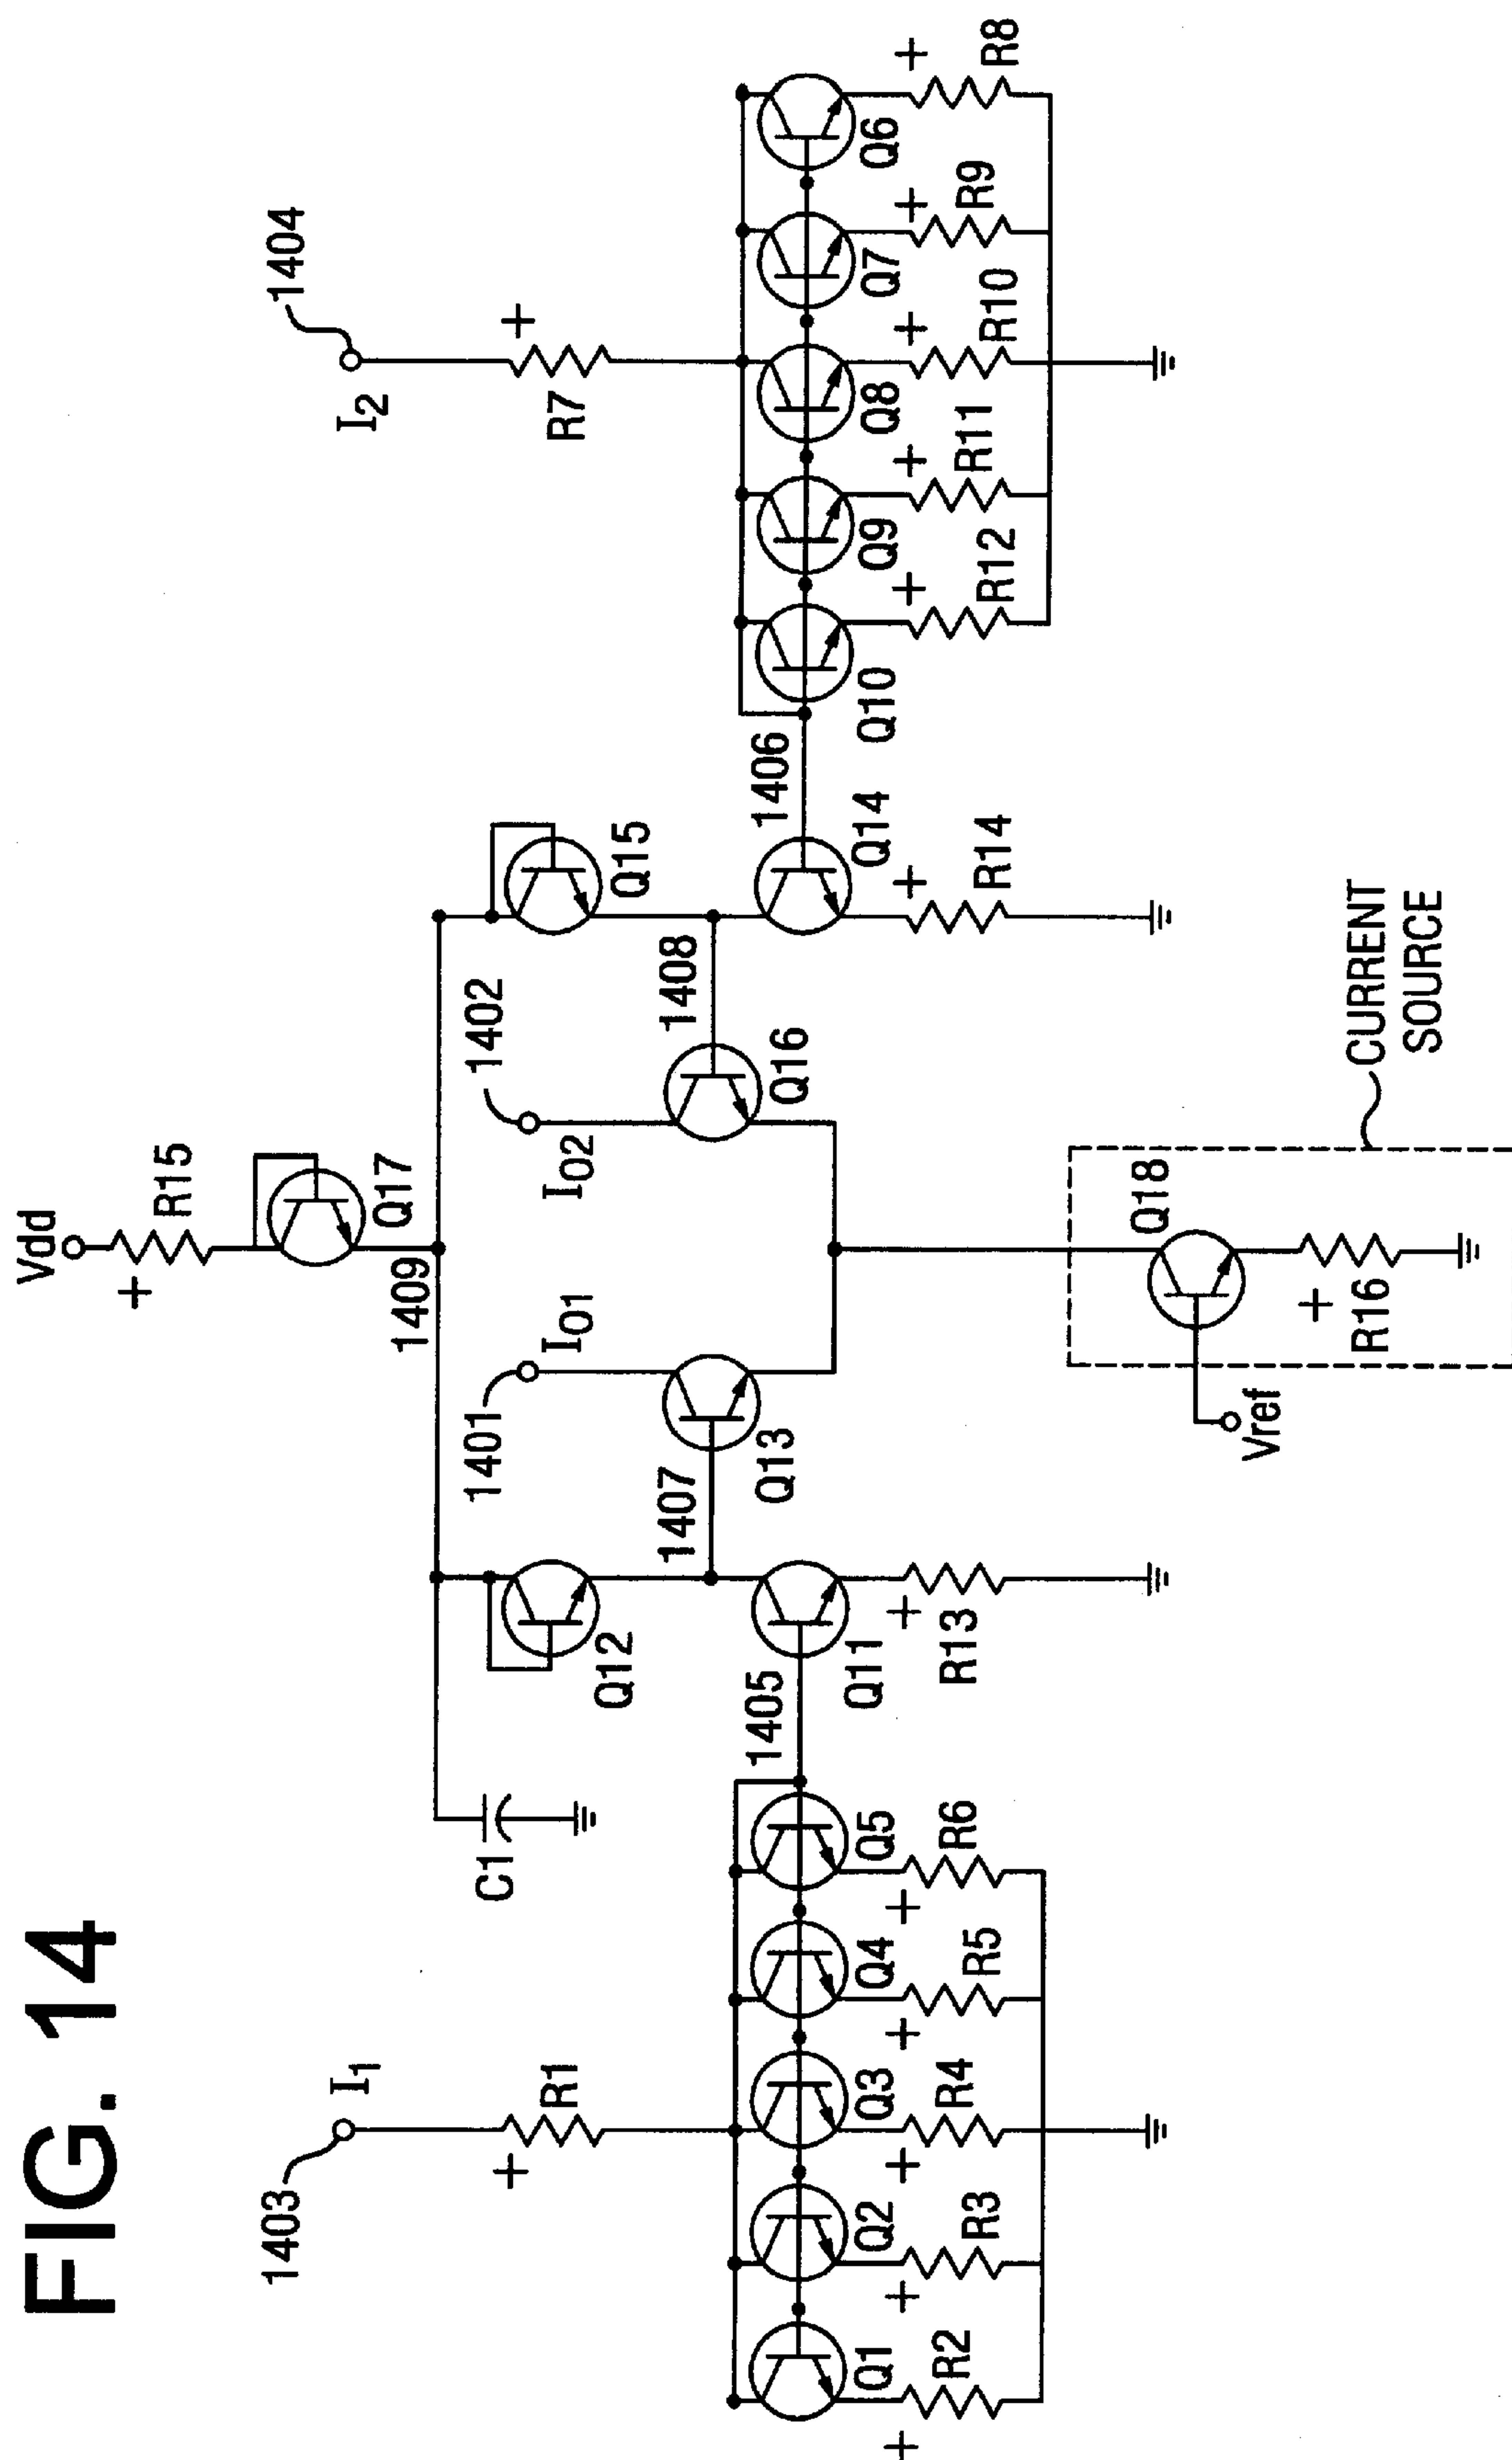 FIG. 14
Vdd
R15
+
Q17
1409
1403
I1
R1
+
C1
Q12
1401
IO1
1402
IO2
Q15
1404
I2
R7
+
1407
Q13
1408
Q16
1405
Q11
1406
Q14
Q1
Q2
Q3
Q4
Q5
Q10
Q9
Q8
Q7
Q6
+
R2
+
R3
+
R4
+
R5
+
R6
+
R13
+
R14
+
R12
+
R11
+
R10
+
R9
+
R8
Vref
Q18
+
R16
CURRENT
SOURCE